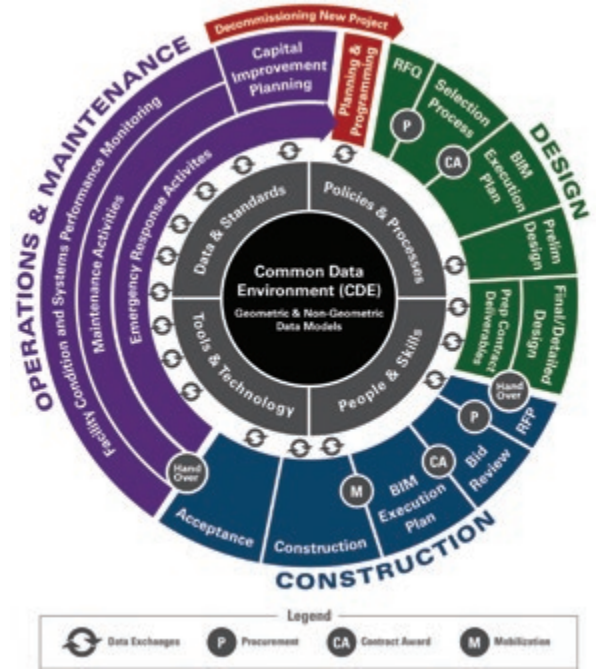 Decommissioning New Project
OPERATIONS & MAINTENANCE
Capital
Improvement
Planning
Planning &
Programming
RFQ
P
Selection
Process
CA
BIM
Execution
Plan
DESIGN
Prelim
Design
Final/Detailed
Design
Prep Contract
Deliverables
Hand
Over
RFP
P
Bid
Review
CA
BIM
Execution
Plan
M
CONSTRUCTION
Construction
Acceptance
Hand
Over
Facility Condition and Systems Performance Monitoring
Maintenance Activities
Emergency Response Activites
Data & Standards
Policies & Processes
Tools & Technology
People & Skills
Common Data
Environment (CDE)
Geometric & Non-Geometric
Data Models
Legend
Data Exchanges
P Procurement
CA Contract Award
M Mobilization